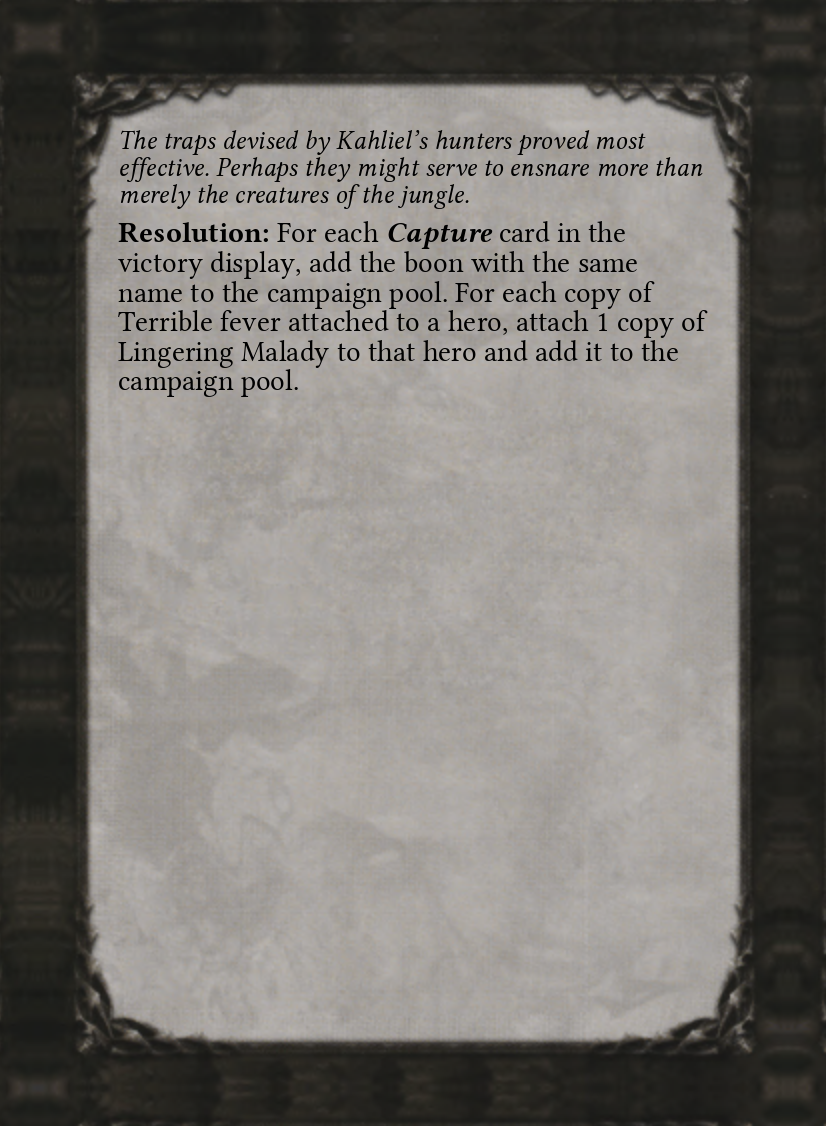 The traps devised by Kahliel’s hunters proved most
effective. Perhaps they might serve to ensnare more than
merely the creatures of the jungle.
Resolution: For each Capture card in the
victory display, add the boon with the same
name to the campaign pool. For each copy of
Terrible fever attached to a hero, attach 1 copy of
Lingering Malady to that hero and add it to the
campaign pool.